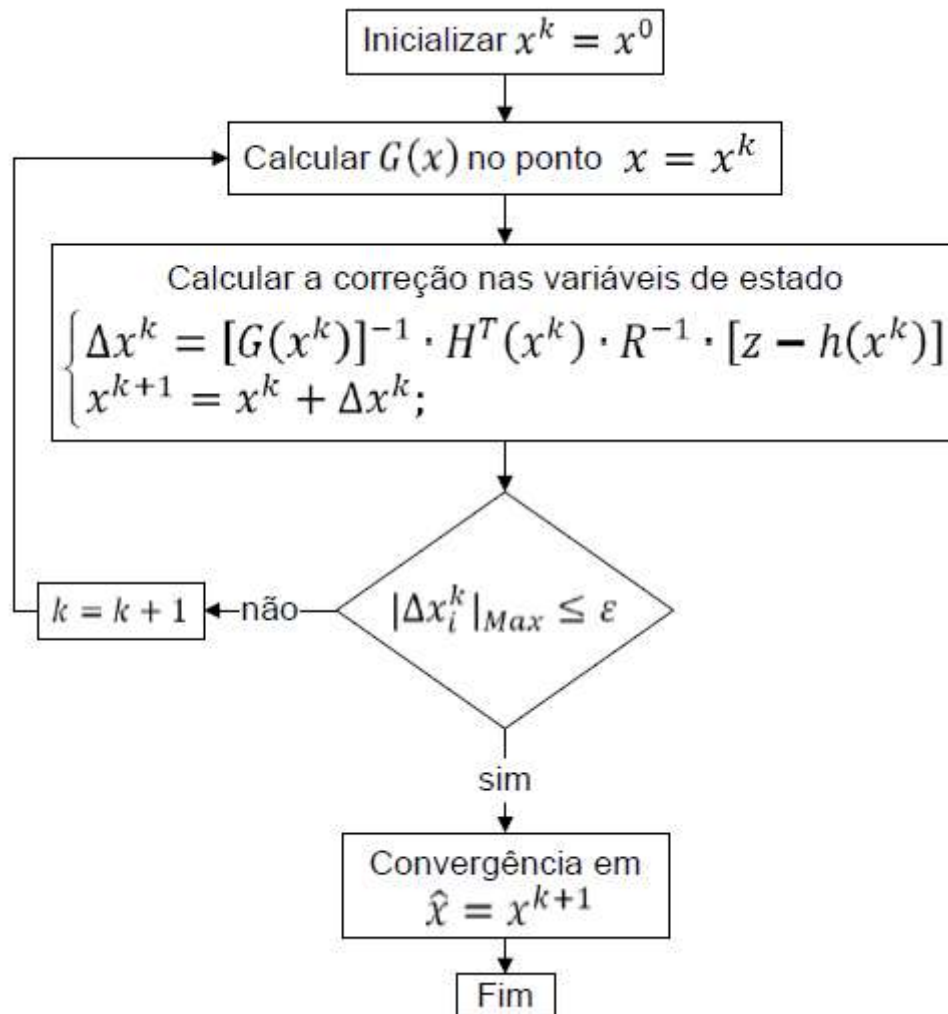 Inicializar x^k = x^0
Calcular G(x) no ponto x = x^k
Calcular a correção nas variáveis de estado
Δx^k = [G(x^k)]^{-1} · H^T(x^k) · R^{-1} · [z − h(x^k)]
x^{k+1} = x^k + Δx^k;
k = k + 1
não
|Δx_i^k|_{Max} ≤ ε
sim
Convergência em
x̂ = x^{k+1}
Fim